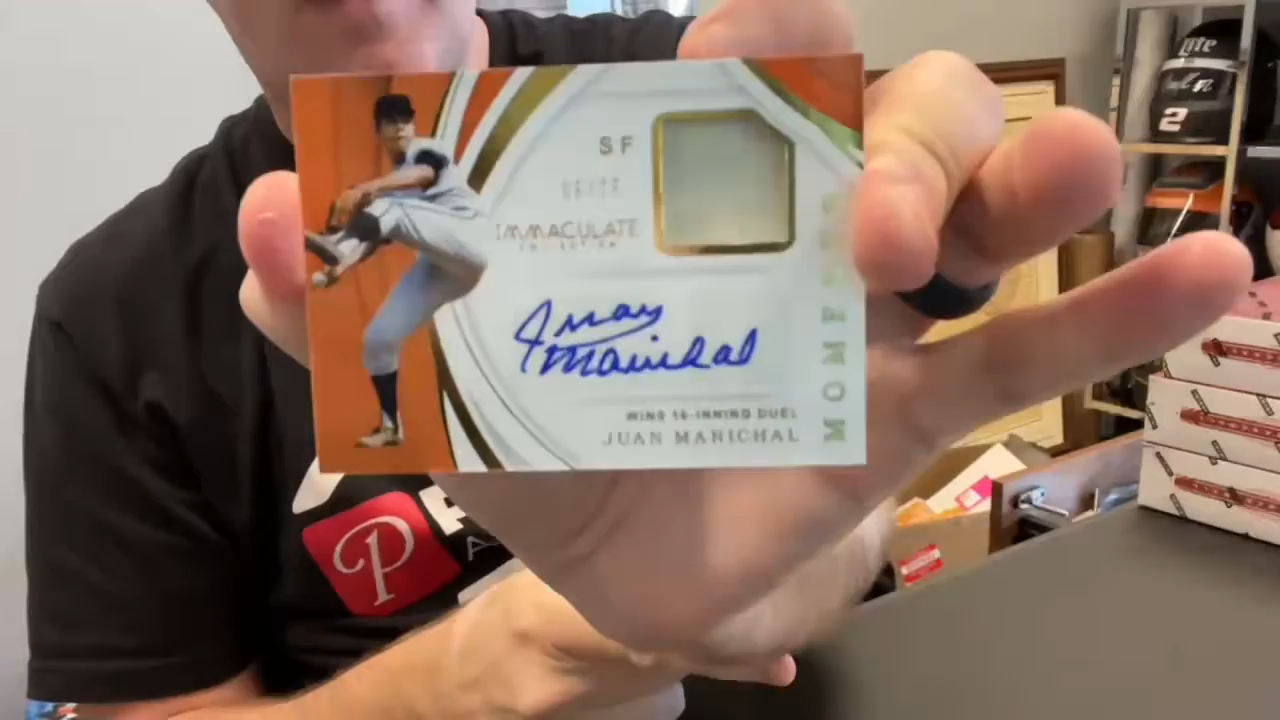 SF
IMMACULATE
COLLECTION
Juan
Marichal
MOMENTS
WINS 16-INNING DUEL
JUAN MARICHAL
P
Lite
2